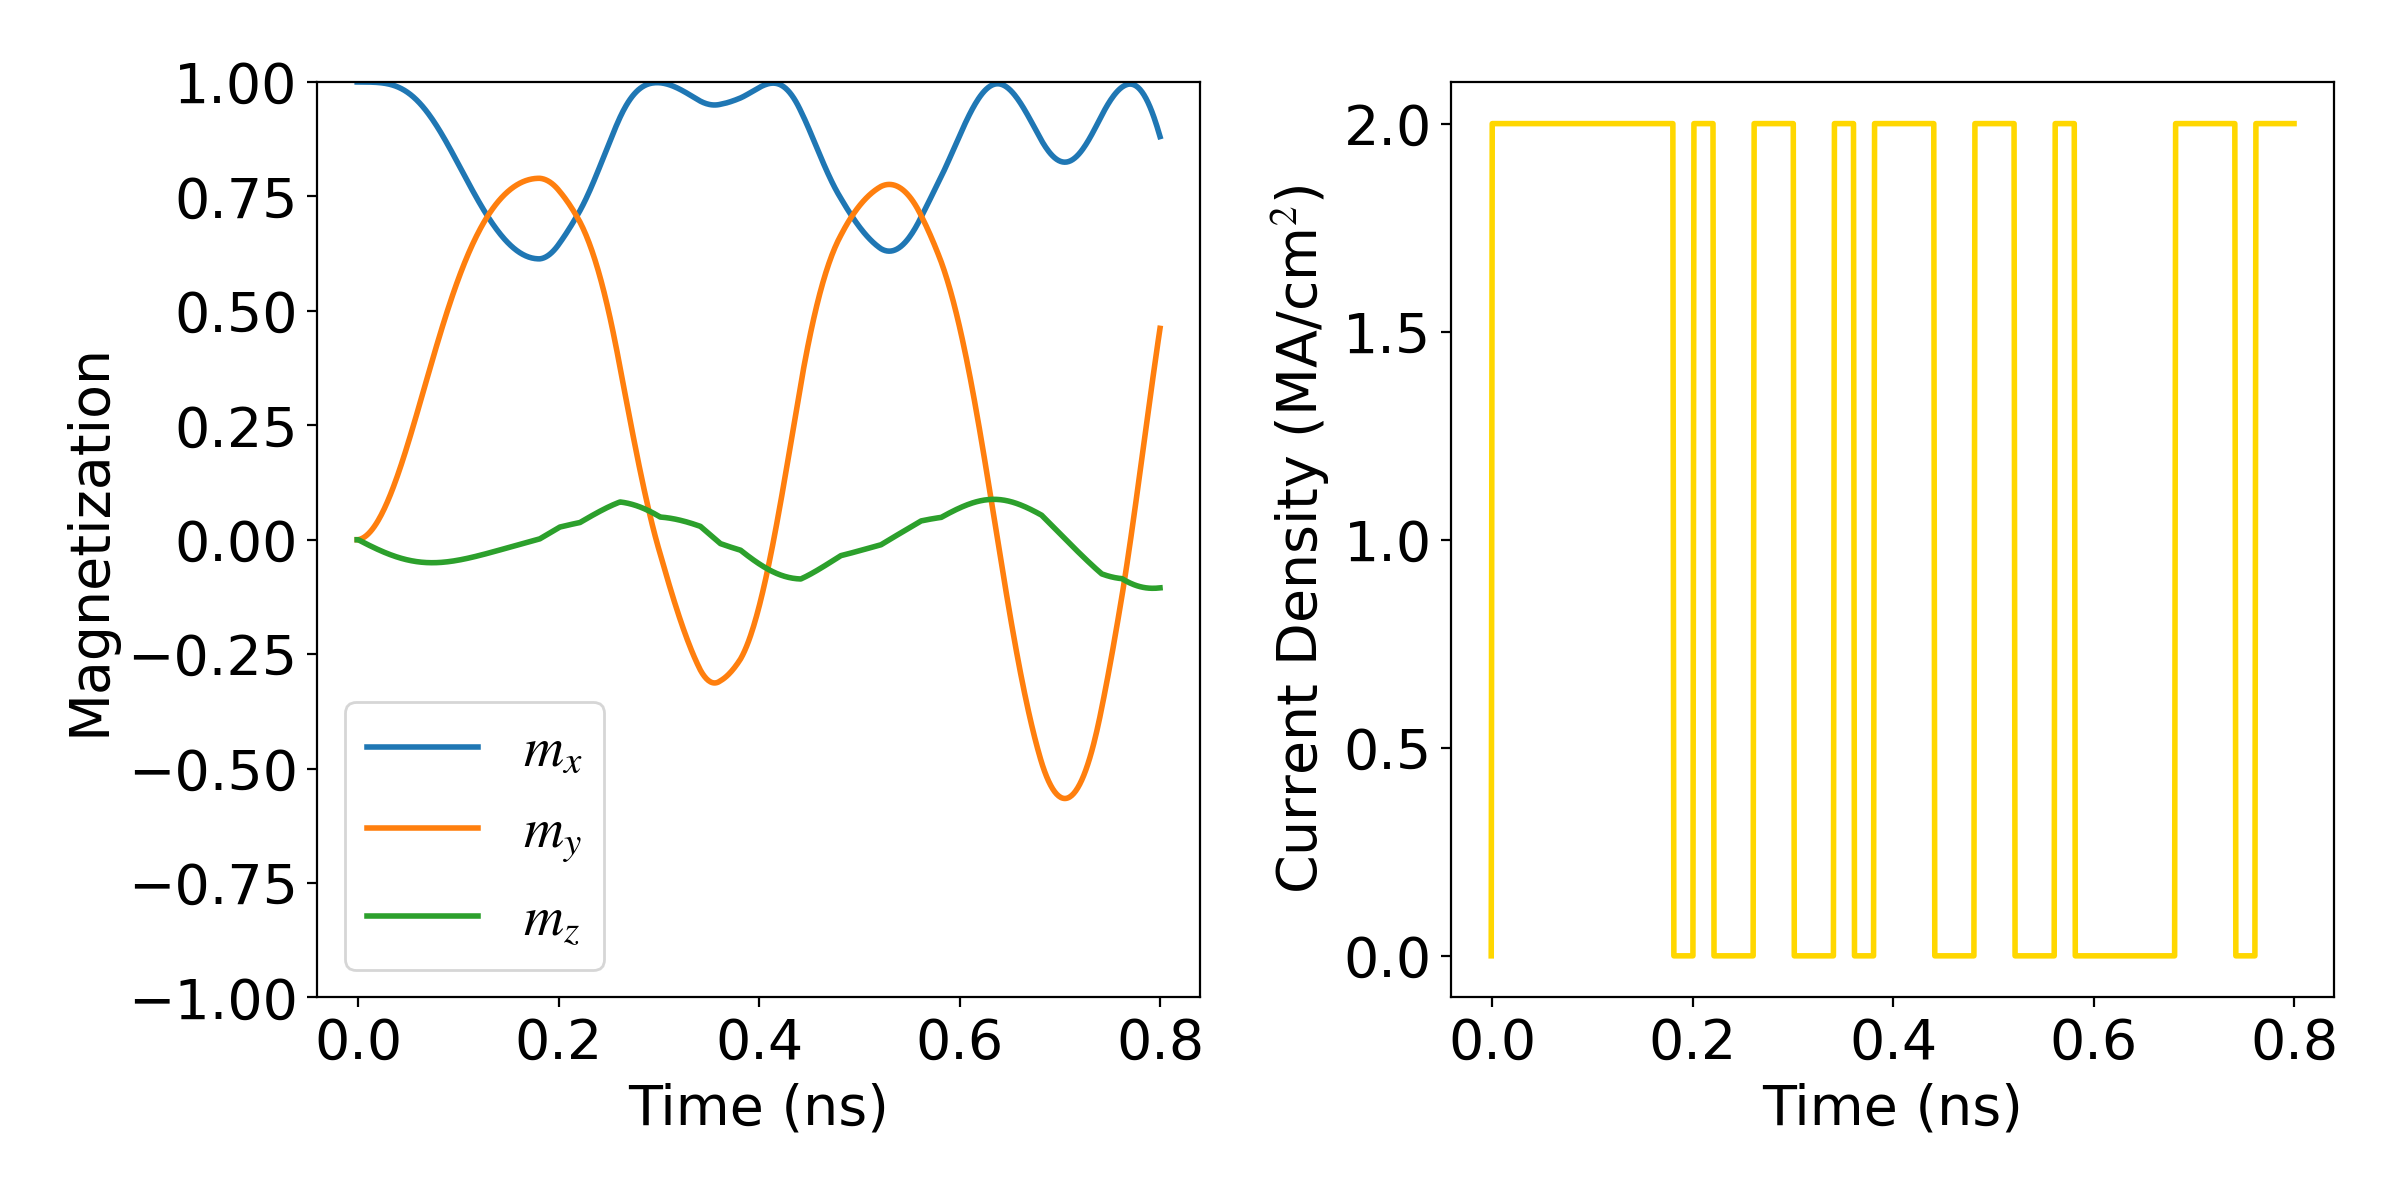 1.00
0.75
0.50
0.25
0.00
−0.25
−0.50
−0.75
−1.00
Magnetization
m_x
m_y
m_z
0.0 0.2 0.4 0.6 0.8
Time (ns)
2.0
1.5
1.0
0.5
0.0
Current Density (MA/cm²)
0.0 0.2 0.4 0.6 0.8
Time (ns)